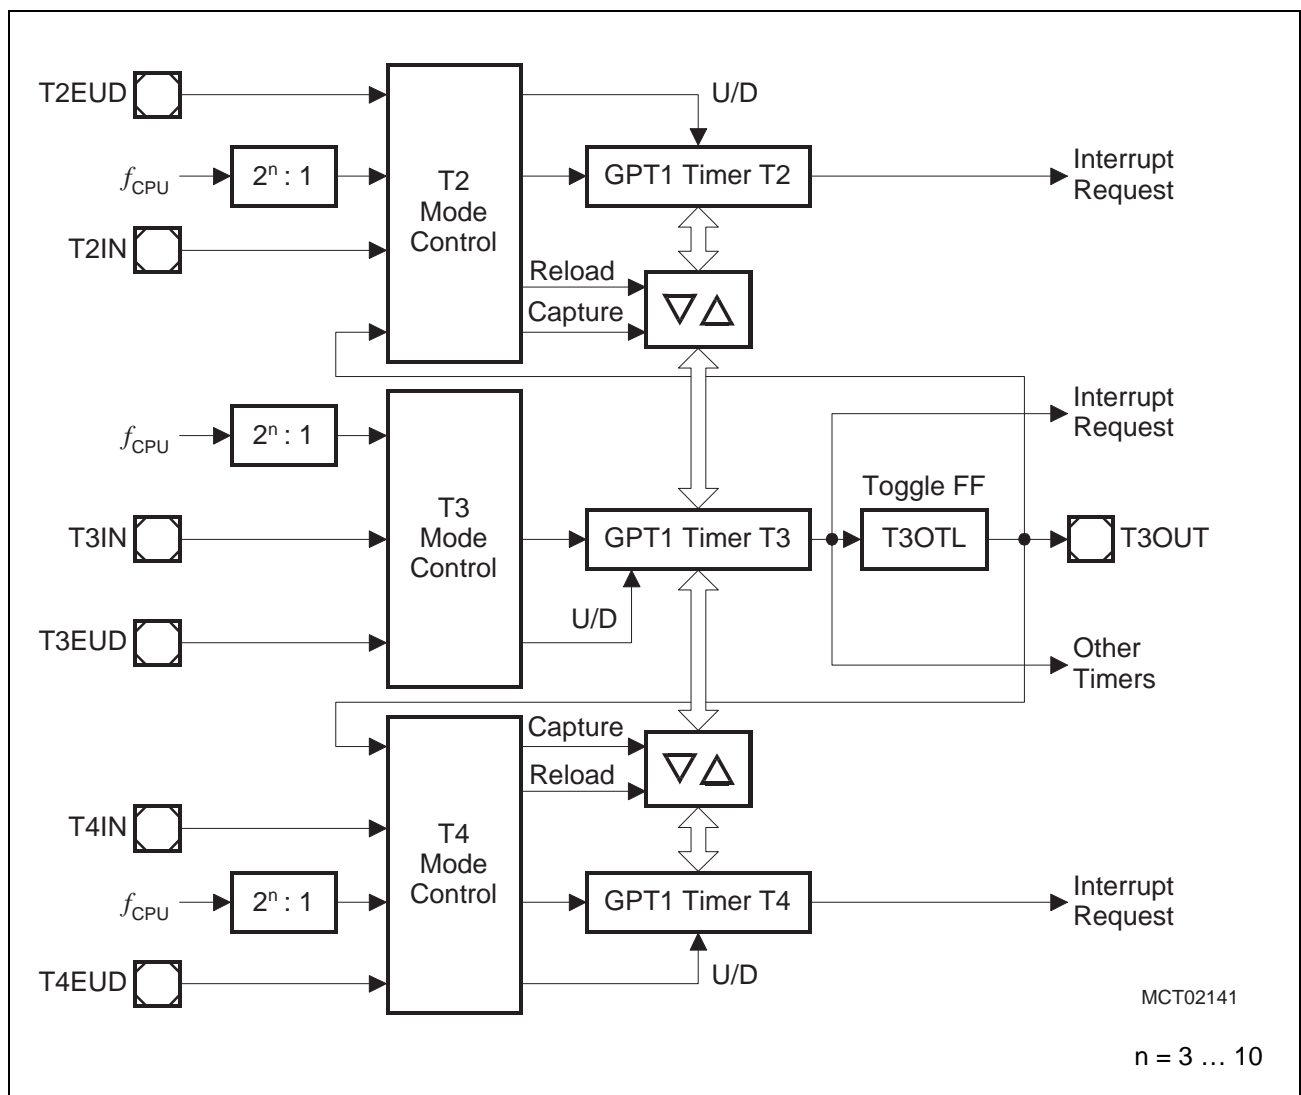 T2EUD
U/D
fCPU
2ⁿ : 1
T2
Mode
Control
GPT1 Timer T2
Interrupt
Request
T2IN
Reload
Capture
fCPU
2ⁿ : 1
Interrupt
Request
T3IN
T3
Mode
Control
GPT1 Timer T3
Toggle FF
T3OTL
T3OUT
T3EUD
U/D
Other
Timers
Capture
Reload
T4IN
T4
Mode
Control
fCPU
2ⁿ : 1
GPT1 Timer T4
Interrupt
Request
T4EUD
U/D
MCT02141
n = 3 … 10